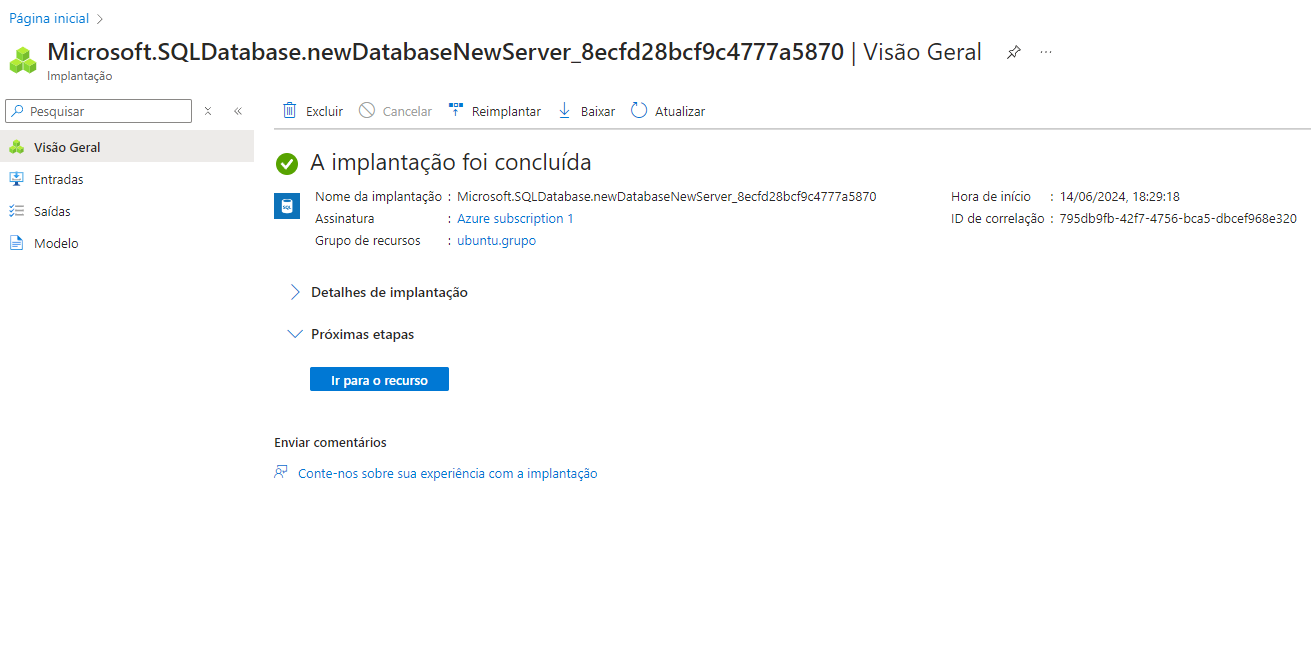 Página inicial
Microsoft.SQLDatabase.newDatabaseNewServer_8ecfd28bcf9c4777a5870 | Visão Geral
Implantação
Pesquisar
Excluir Cancelar Reimplantar Baixar Atualizar
Visão Geral
Entradas
Saídas
Modelo
A implantação foi concluída
SQL
Nome da implantação : Microsoft.SQLDatabase.newDatabaseNewServer_8ecfd28bcf9c4777a5870
Assinatura : Azure subscription 1
Grupo de recursos : ubuntu.grupo
Hora de início : 14/06/2024, 18:29:18
ID de correlação : 795db9fb-42f7-4756-bca5-dbcef968e320
Detalhes de implantação
Próximas etapas
Ir para o recurso
Enviar comentários
Conte-nos sobre sua experiência com a implantação